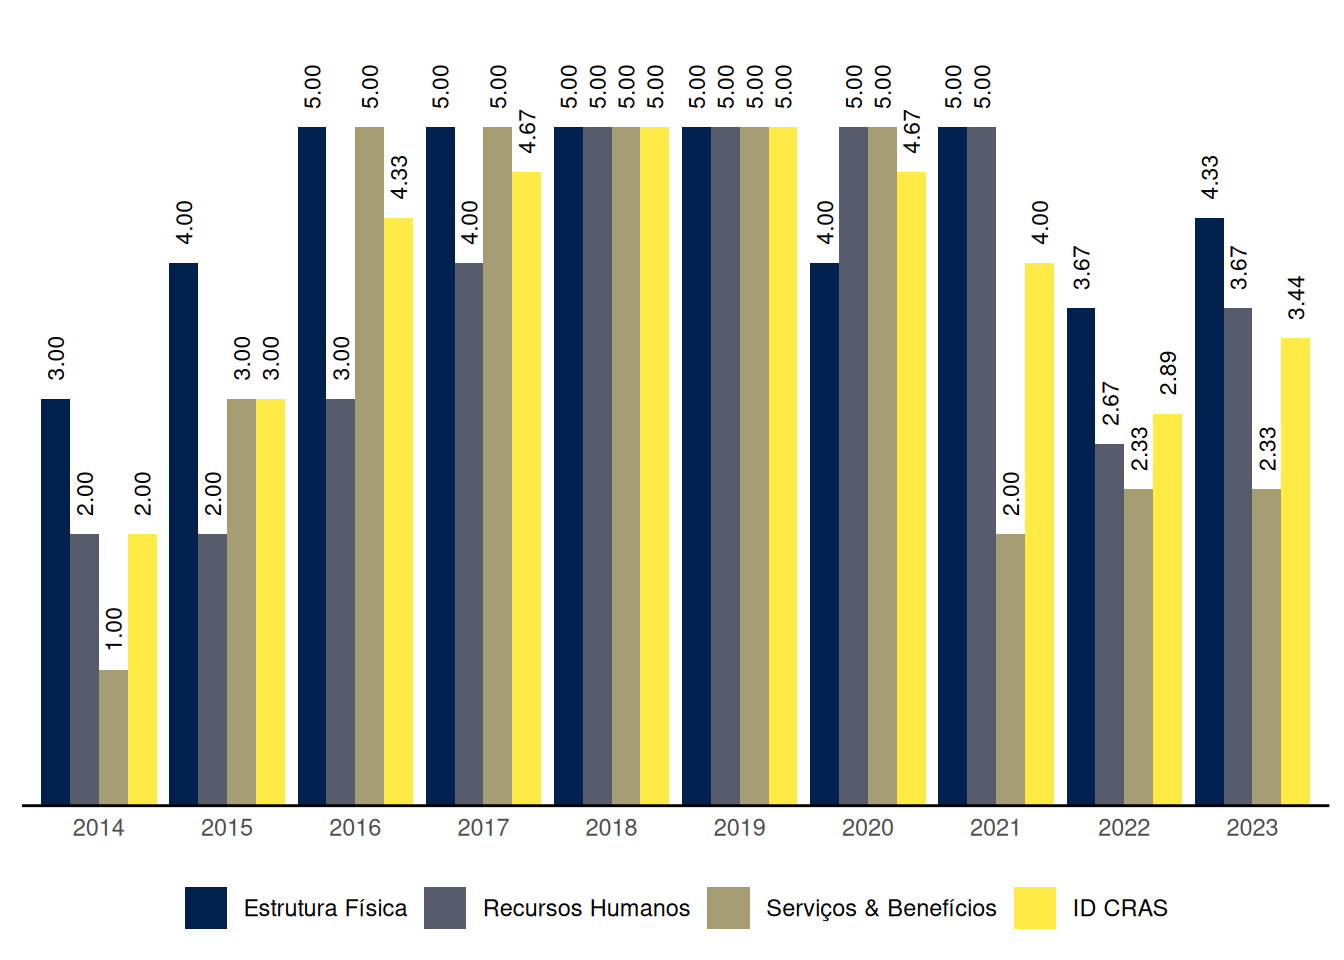 3.00 2.00 1.00 2.00 4.00 2.00 3.00 3.00 5.00 3.00 5.00 4.33 5.00 4.00 5.00 4.67 5.00 5.00 5.00 5.00 5.00 5.00 5.00 5.00 4.00 5.00 5.00 4.67 5.00 5.00 2.00 4.00 3.67 2.67 2.33 2.89 4.33 3.67 2.33 3.44
2014 2015 2016 2017 2018 2019 2020 2021 2022 2023
Estrutura Física Recursos Humanos Serviços & Benefícios ID CRAS